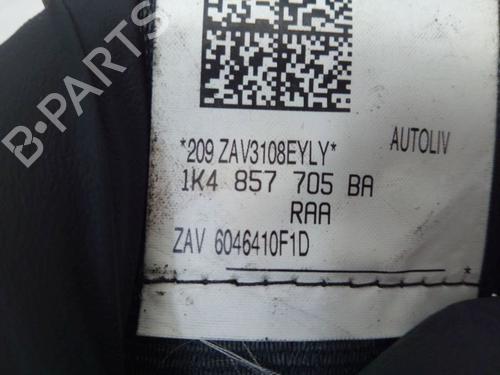 *209 ZAV3108EYLY*
AUTOLIV
1K4 857 705 BA
RAA
ZAV 6046410F1D
*
B-PARTS